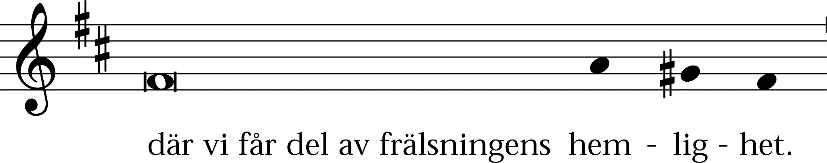 där vi får del av frälsningens hem - lig - het.